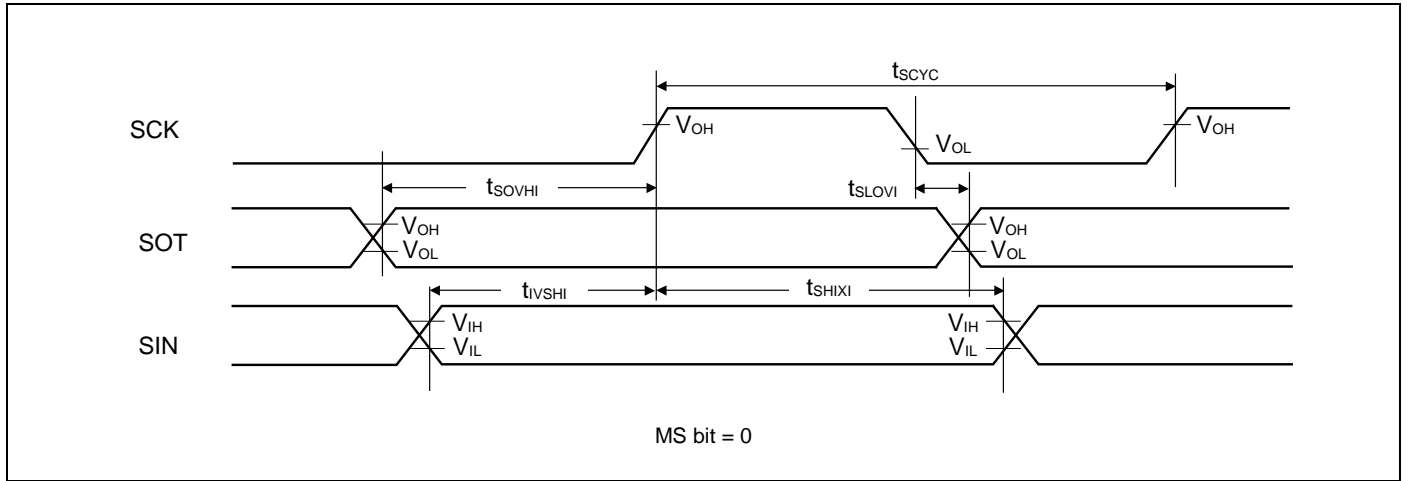 tSCYC
SCK
VOH
VOL
VOH
tSOVHI
tSLOVI
SOT
VOH
VOL
VOH
VOL
tIVSHI
tSHIXI
SIN
VIH
VIL
VIH
VIL
MS bit = 0